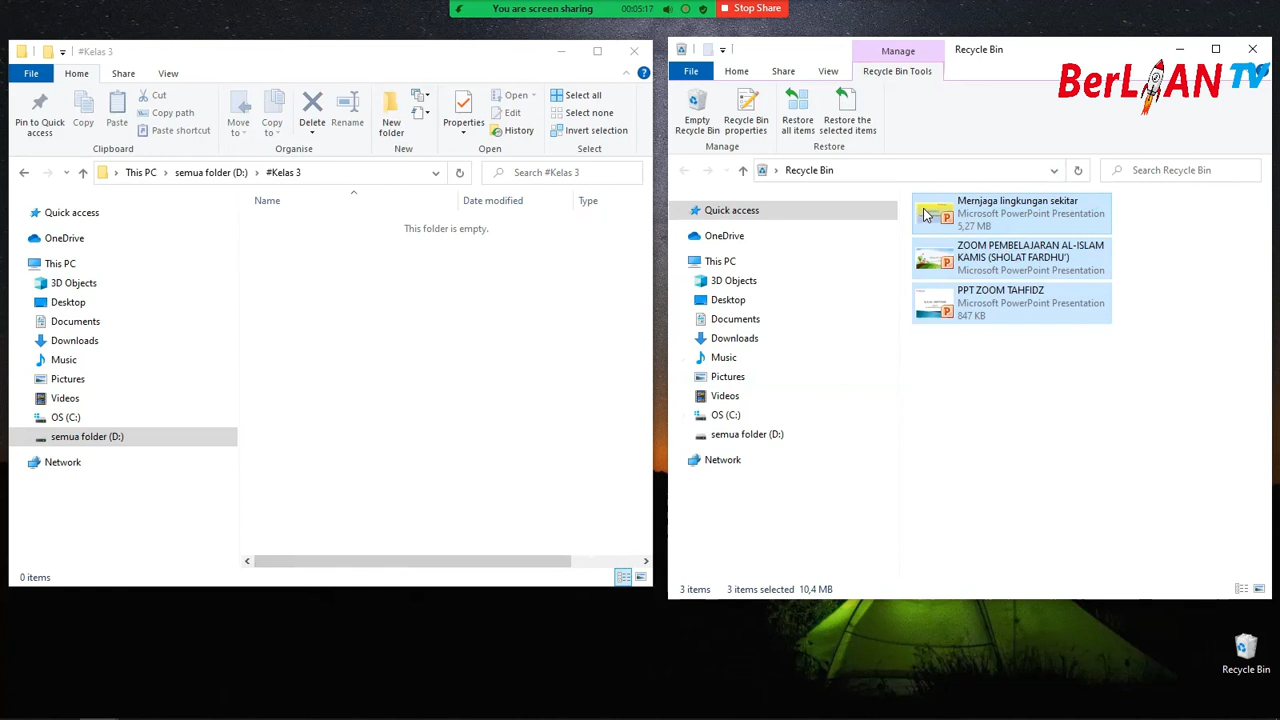 You are screen sharing
00:05:17
Stop Share
#Kelas 3
File
Home
Share
View
Pin to Quick access
Copy
Paste
Cut
Copy path
Paste shortcut
Clipboard
Move to
Copy to
Delete
Rename
Organise
New folder
New
Properties
Open
Edit
History
Open
Select all
Select none
Invert selection
Select
This PC > semua folder (D:) > #Kelas 3
Search #Kelas 3
Name
Date modified
Type
This folder is empty.
Quick access
OneDrive
This PC
3D Objects
Desktop
Documents
Downloads
Music
Pictures
Videos
OS (C:)
semua folder (D:)
Network
0 items
Manage
Recycle Bin
File
Home
Share
View
Recycle Bin Tools
BerLIAN TV
Empty Recycle Bin
Recycle Bin properties
Manage
Restore all items
Restore the selected items
Restore
Recycle Bin
Search Recycle Bin
Quick access
OneDrive
This PC
3D Objects
Desktop
Documents
Downloads
Music
Pictures
Videos
OS (C:)
semua folder (D:)
Network
Mernjaga lingkungan sekitar
Microsoft PowerPoint Presentation
5,27 MB
ZOOM PEMBELAJARAN AL-ISLAM
KAMIS (SHOLAT FARDHU')
Microsoft PowerPoint Presentation
PPT ZOOM TAHFIDZ
Microsoft PowerPoint Presentation
847 KB
3 items
3 items selected 10,4 MB
Recycle Bin